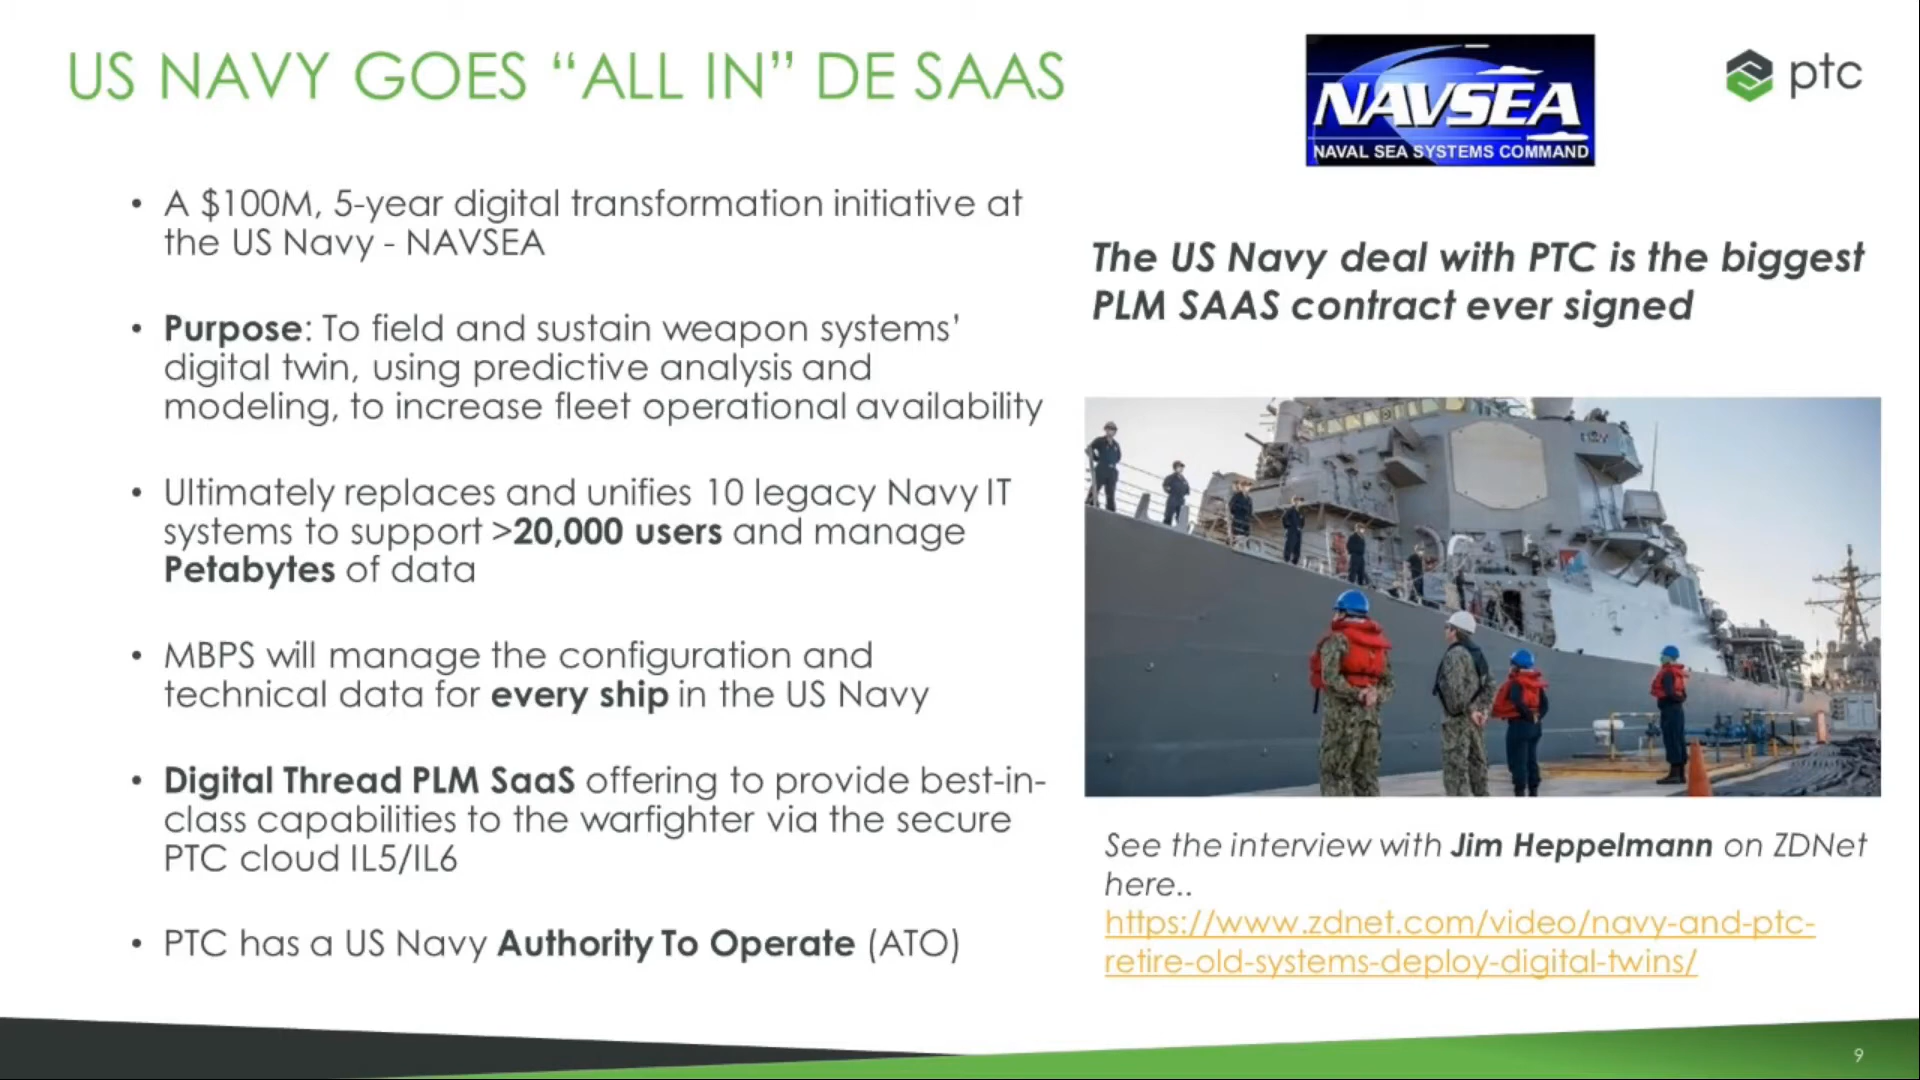 US NAVY GOES “ALL IN” DE SAAS
NAVSEA
NAVAL SEA SYSTEMS COMMAND
ptc
• A $100M, 5-year digital transformation initiative at
the US Navy - NAVSEA
• Purpose: To field and sustain weapon systems’
digital twin, using predictive analysis and
modeling, to increase fleet operational availability
• Ultimately replaces and unifies 10 legacy Navy IT
systems to support >20,000 users and manage
Petabytes of data
• MBPS will manage the configuration and
technical data for every ship in the US Navy
• Digital Thread PLM SaaS offering to provide best-in-
class capabilities to the warfighter via the secure
PTC cloud IL5/IL6
• PTC has a US Navy Authority To Operate (ATO)
The US Navy deal with PTC is the biggest
PLM SAAS contract ever signed
See the interview with Jim Heppelmann on ZDNet
here..
https://www.zdnet.com/video/navy-and-ptc-
retire-old-systems-deploy-digital-twins/
9